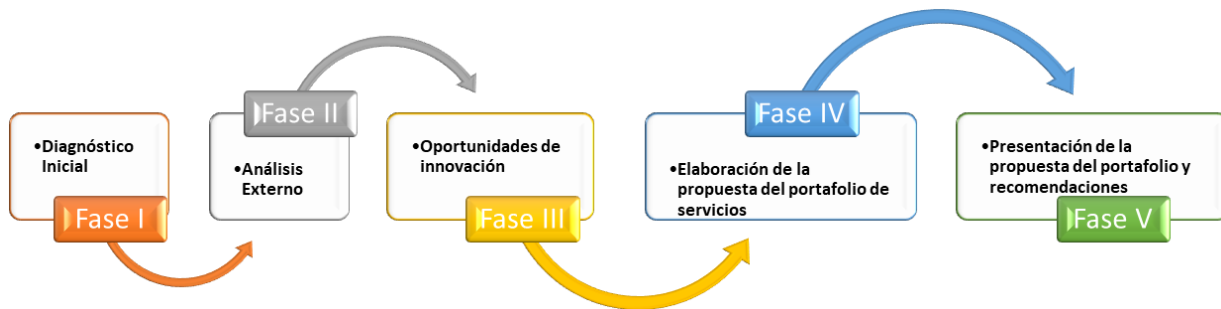 •Diagnóstico
Inicial
Fase I
Fase II
•Análisis
Externo
•Oportunidades de
innovación
Fase III
Fase IV
•Elaboración de la
propuesta del portafolio de
servicios
•Presentación de la
propuesta del portafolio y
recomendaciones
Fase V